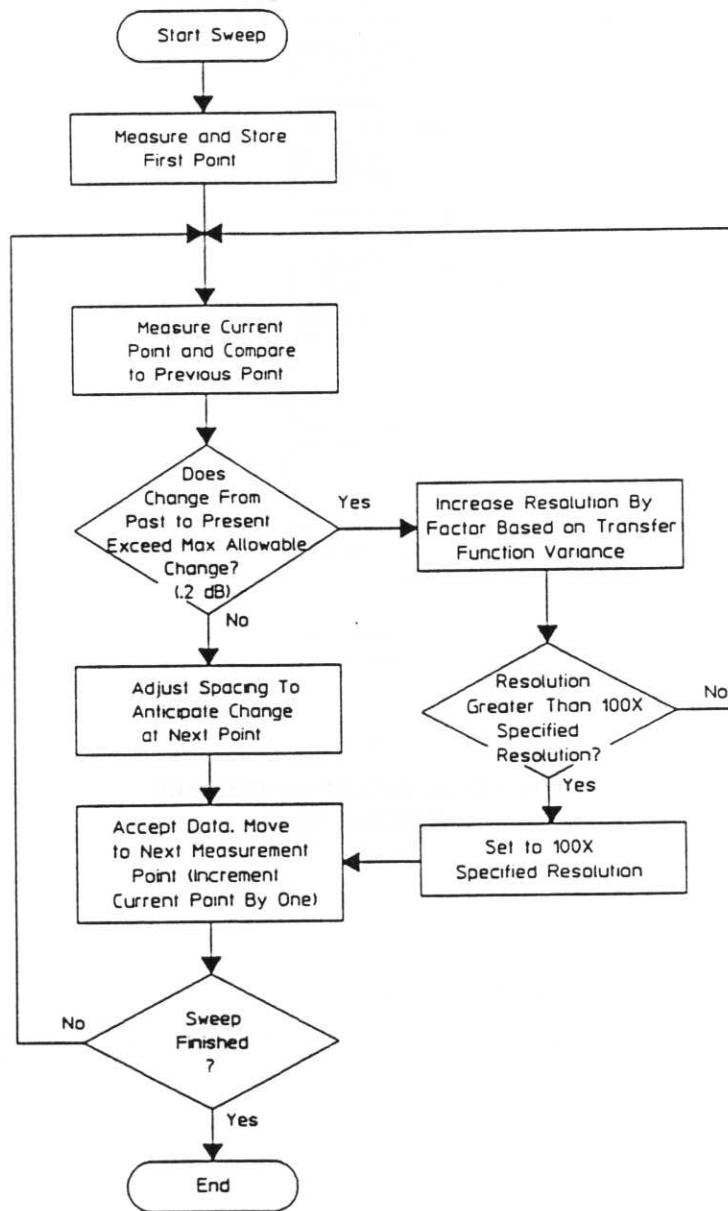 Start Sweep
Measure and Store
First Point
Measure Current
Point and Compare
to Previous Point
Does
Change From
Past to Present
Exceed Max Allowable
Change?
(.2 dB)
Yes
No
Increase Resolution By
Factor Based on Transfer
Function Variance
Resolution
Greater Than 100X
Specified
Resolution?
No
Yes
Adjust Spacing To
Anticipate Change
at Next Point
Accept Data. Move
to Next Measurement
Point (Increment
Current Point By One)
Set to 100X
Specified Resolution
Sweep
Finished
?
No
Yes
End